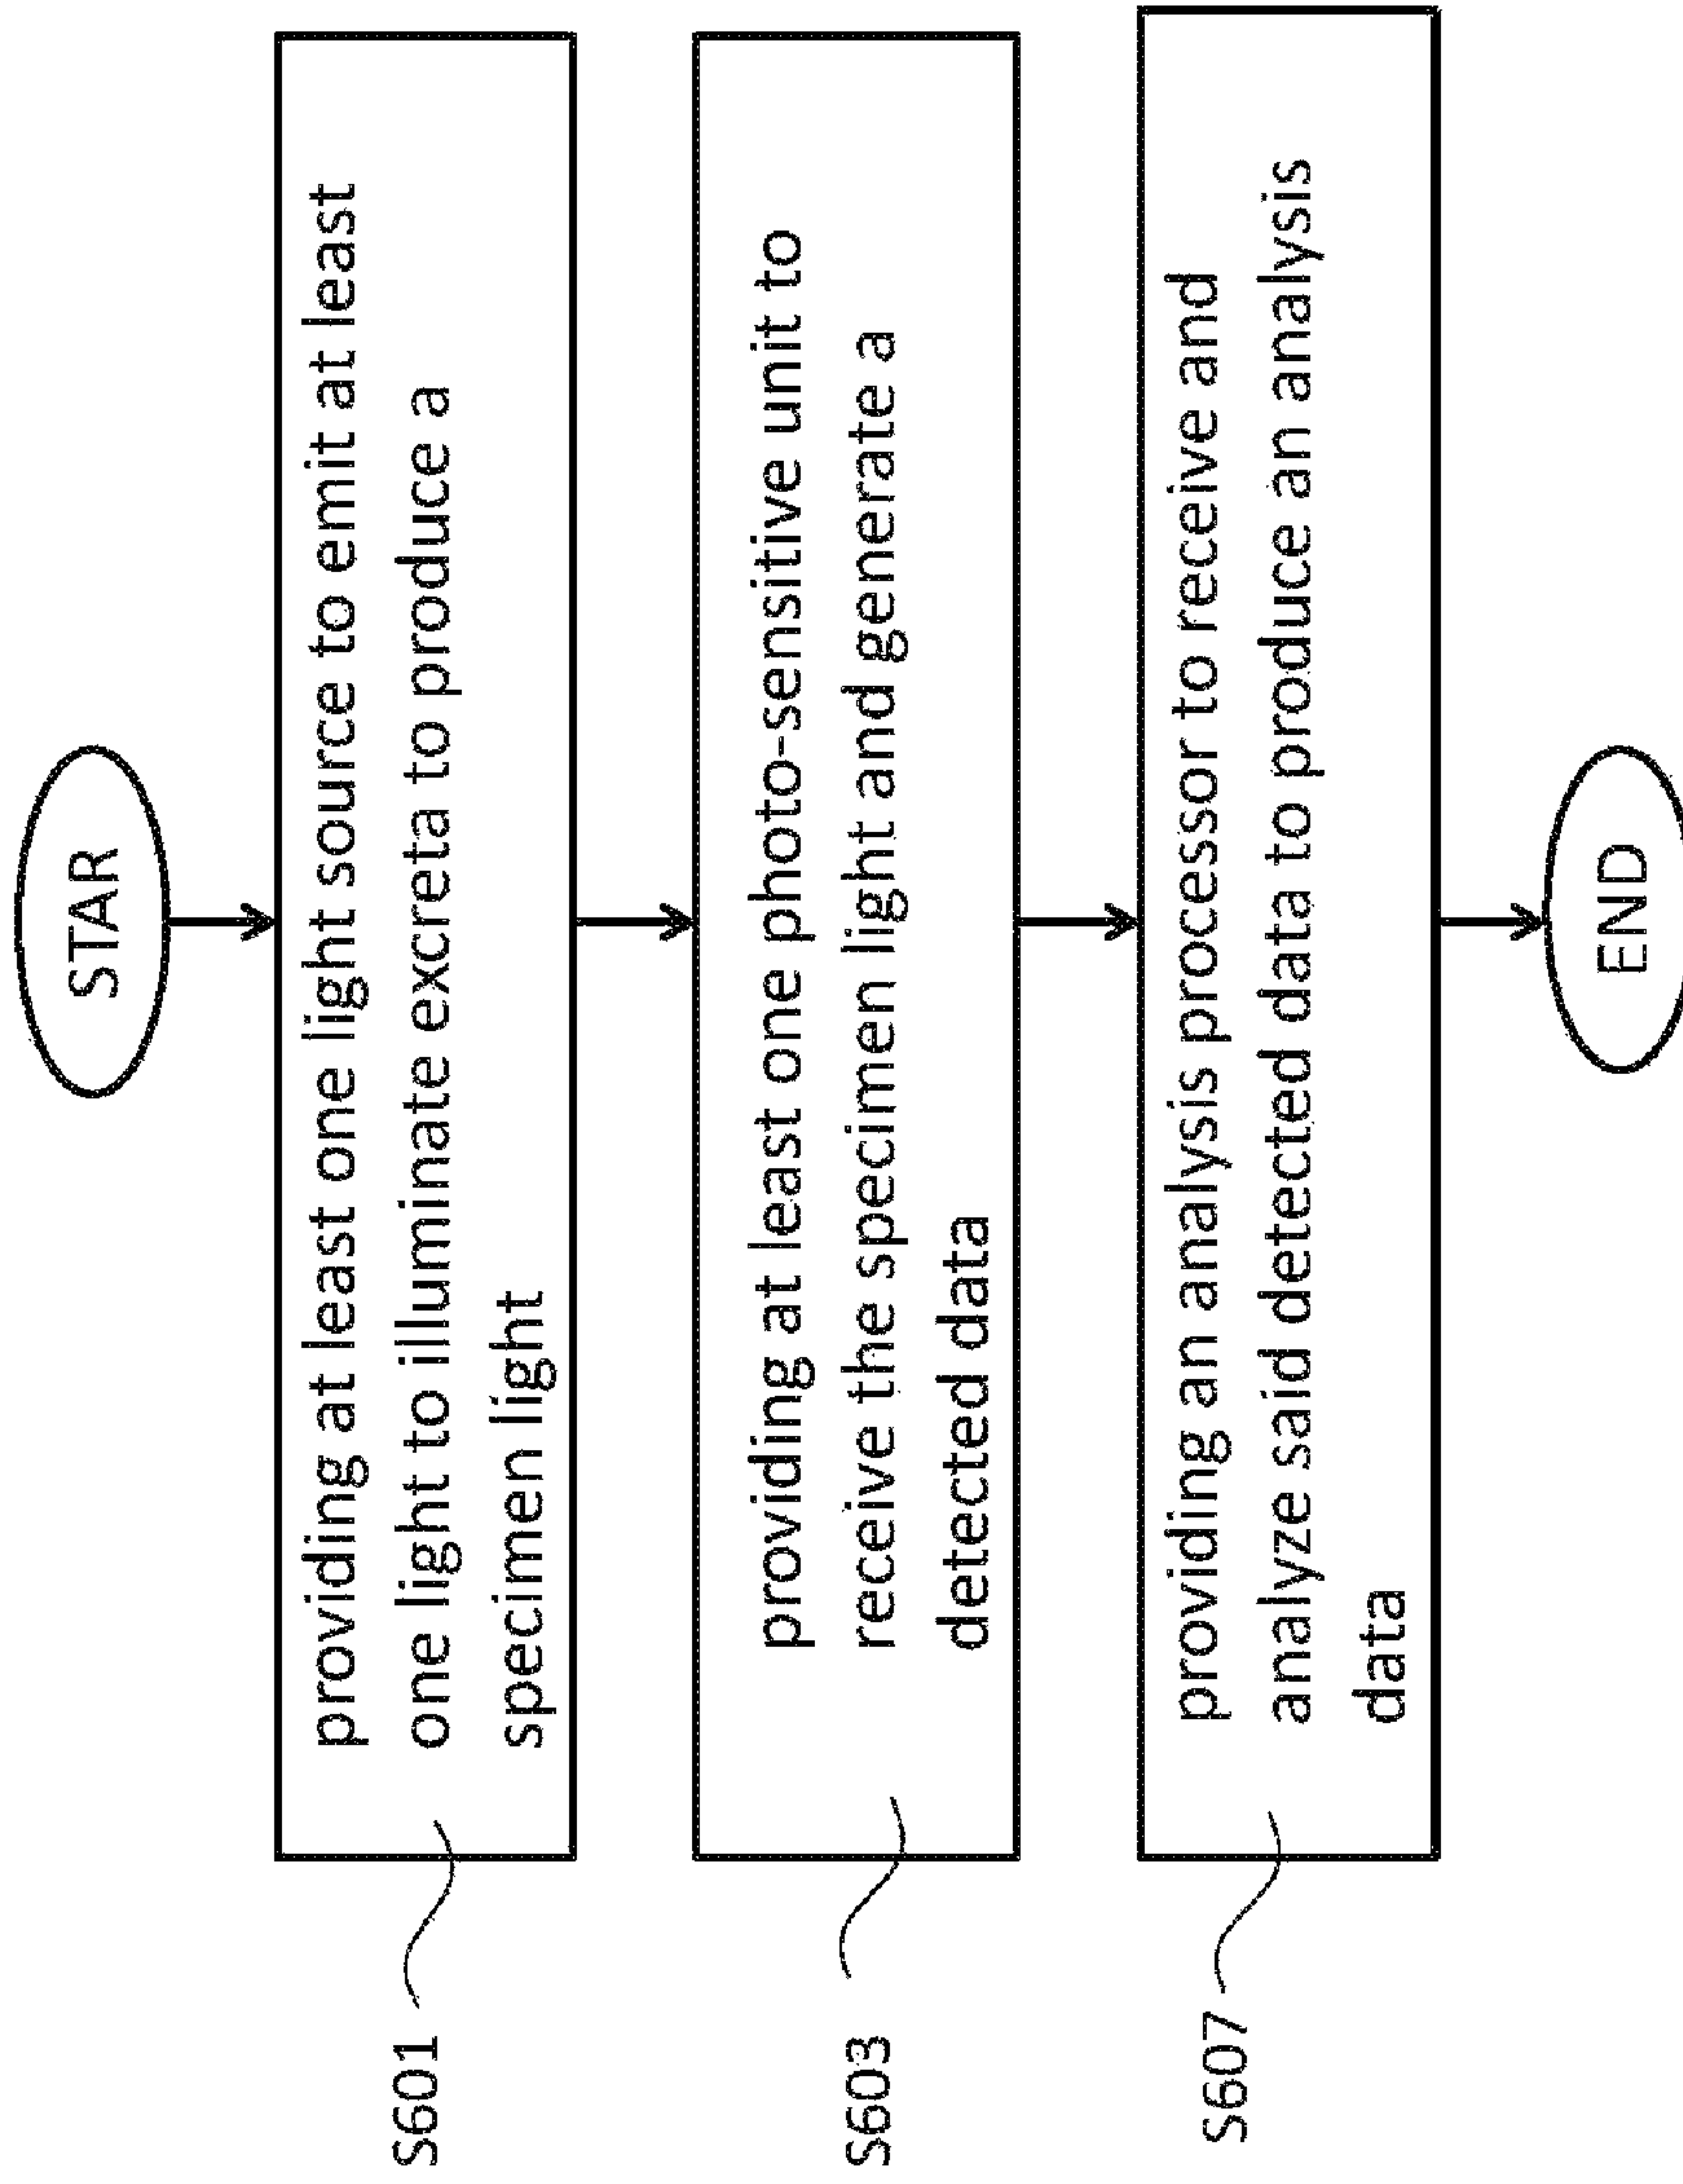 STAR
S601
providing at least one light source to emit at least
one light to illuminate excreta to produce a
specimen light
S603
providing at least one photo-sensitive unit to
receive the specimen light and generate a
detected data
S607
providing an analysis processor to receive and
analyze said detected data to produce an analysis
data
END